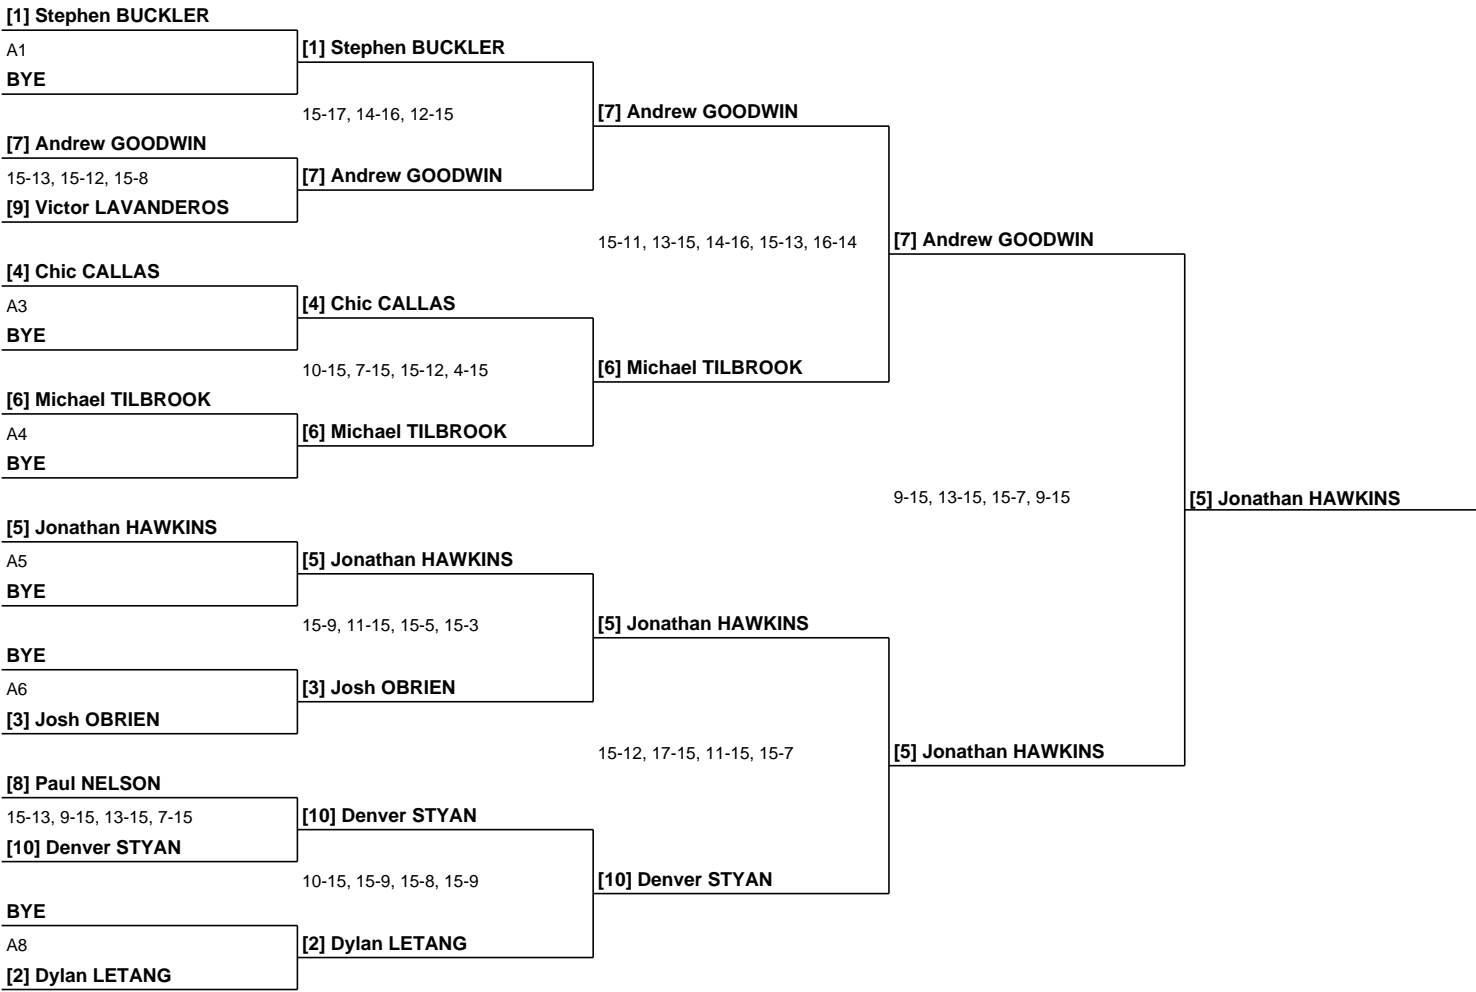 [1] Stephen BUCKLER
A1
BYE
[7] Andrew GOODWIN
15-13, 15-12, 15-8
[9] Victor LAVANDEROS
[4] Chic CALLAS
A3
BYE
[6] Michael TILBROOK
A4
BYE
[5] Jonathan HAWKINS
A5
BYE
BYE
A6
[3] Josh OBRIEN
[8] Paul NELSON
15-13, 9-15, 13-15, 7-15
[10] Denver STYAN
BYE
A8
[2] Dylan LETANG
[1] Stephen BUCKLER
15-17, 14-16, 12-15
[7] Andrew GOODWIN
[4] Chic CALLAS
10-15, 7-15, 15-12, 4-15
[6] Michael TILBROOK
[5] Jonathan HAWKINS
15-9, 11-15, 15-5, 15-3
[3] Josh OBRIEN
[10] Denver STYAN
10-15, 15-9, 15-8, 15-9
[2] Dylan LETANG
[7] Andrew GOODWIN
15-11, 13-15, 14-16, 15-13, 16-14
[6] Michael TILBROOK
[5] Jonathan HAWKINS
15-12, 17-15, 11-15, 15-7
[10] Denver STYAN
[7] Andrew GOODWIN
9-15, 13-15, 15-7, 9-15
[5] Jonathan HAWKINS
[5] Jonathan HAWKINS